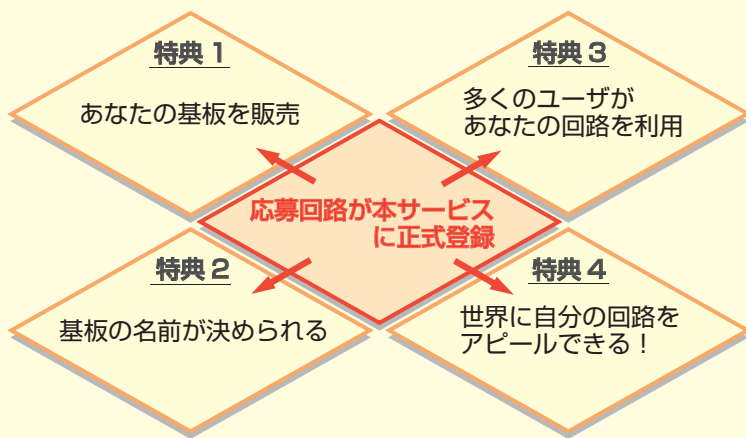 特典 1
あなたの基板を販売
特典 3
多くのユーザが
あなたの回路を利用
応募回路が本サービス
に正式登録
特典 2
基板の名前が決められる
特典 4
世界に自分の回路を
アピールできる！